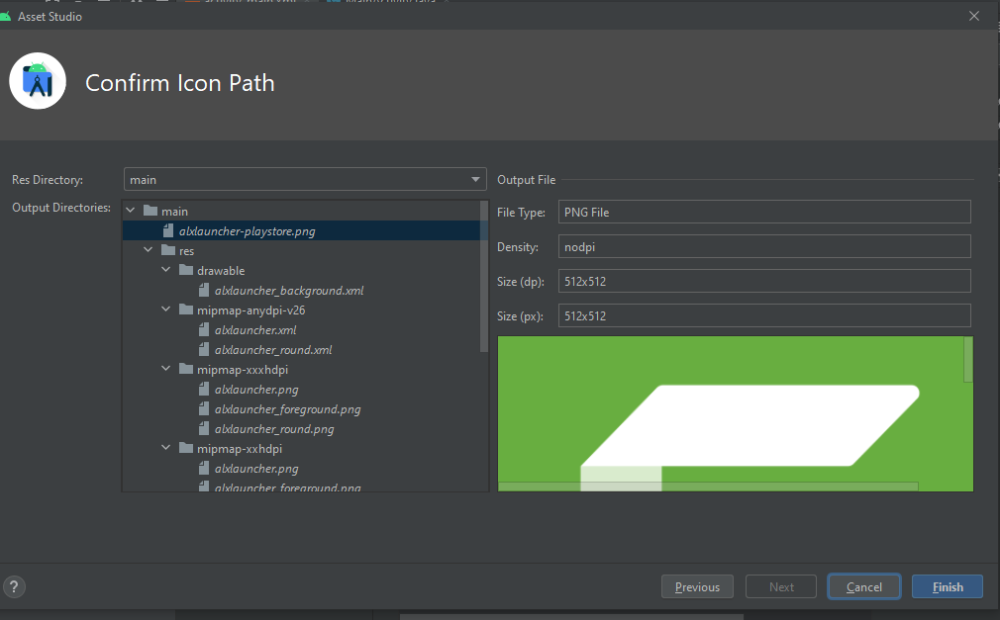 Asset Studio
Confirm Icon Path
Res Directory:
main
Output Directories:
main
alxlauncher-playstore.png
res
drawable
alxlauncher_background.xml
mipmap-anydpi-v26
alxlauncher.xml
alxlauncher_round.xml
mipmap-xxxhdpi
alxlauncher.png
alxlauncher_foreground.png
alxlauncher_round.png
mipmap-xxhdpi
alxlauncher.png
alxlauncher_foreground.png
Output File
File Type:
PNG File
Density:
nodpi
Size (dp):
512x512
Size (px):
512x512
?
Previous
Next
Cancel
Finish